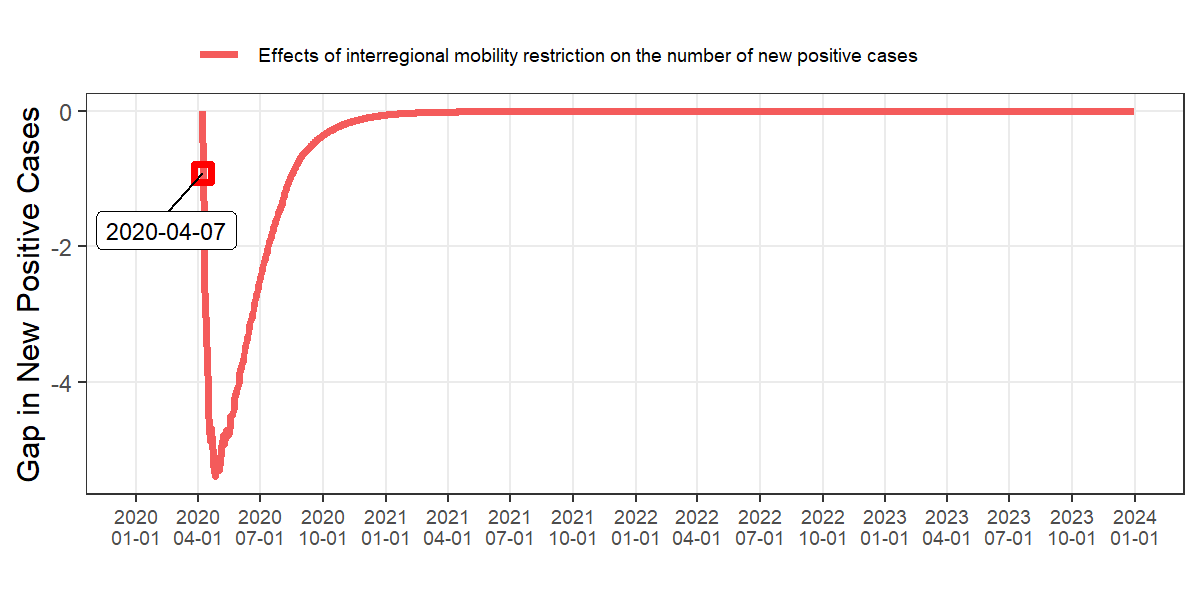 Effects of interregional mobility restriction on the number of new positive cases
Gap in New Positive Cases
0
-2
-4
2020-04-07
2020 2020 2020 2020 2021 2021 2021 2021 2022 2022 2022 2022 2023 2023 2023 2023 2024
01-01 04-01 07-01 10-01 01-01 04-01 07-01 10-01 01-01 04-01 07-01 10-01 01-01 04-01 07-01 10-01 01-01